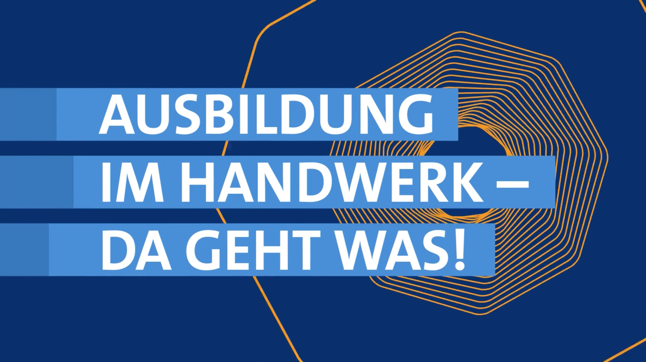 AUSBILDUNG
IM HANDWERK –
DA GEHT WAS!